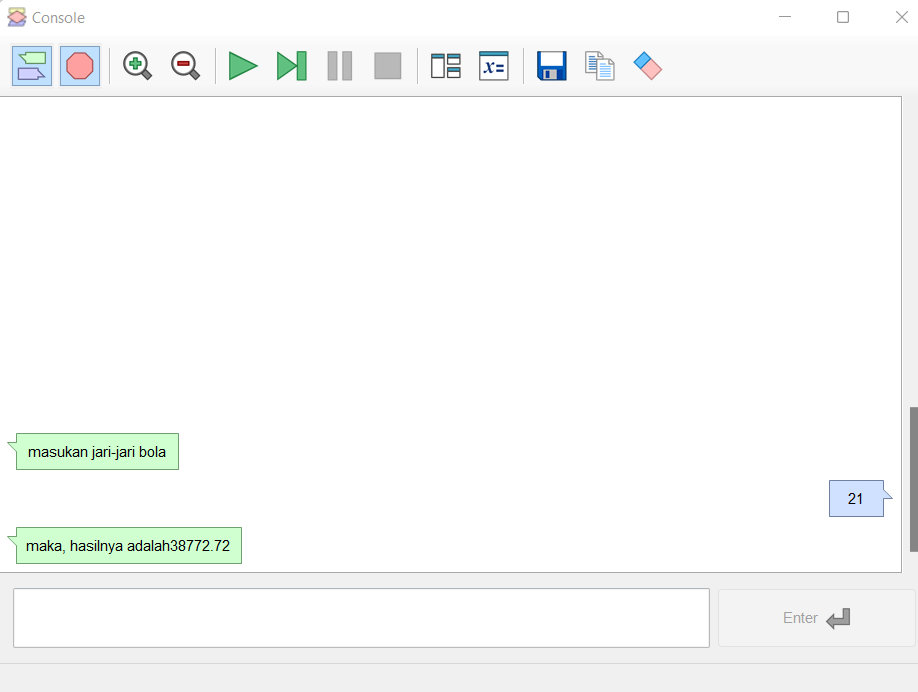 Console
x=
masukan jari-jari bola
21
maka, hasilnya adalah38772.72
Enter